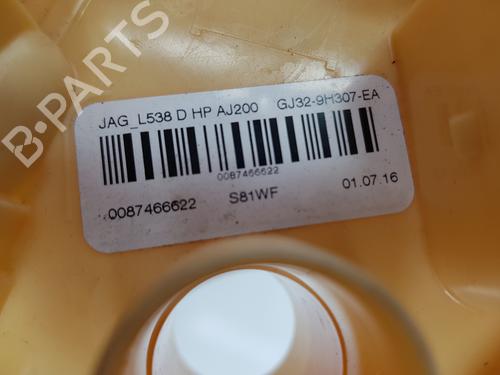 B-PARTS
JAG_L538 D HP AJ200 GJ32-9H307-EA
0087466622
0087466622 S81WF 01.07.16